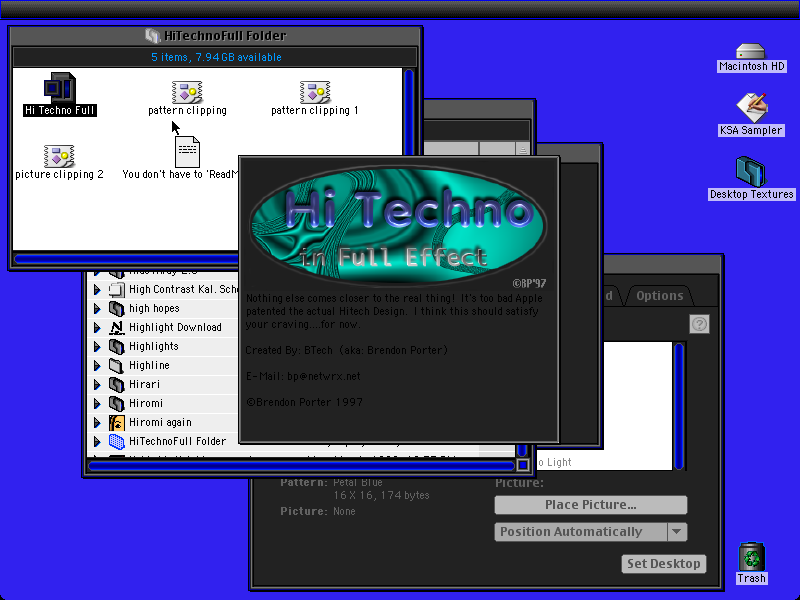 HiTechnoFull Folder
5 items, 7.94GB available
Hi Techno Full
pattern clipping
pattern clipping 1
picture clipping 2
You don't have to 'ReadM
Macintosh HD
KSA Sampler
Desktop Textures
Trash
Hi Techno
in Full Effect
©BP'97
Nothing else comes closer to the real thing! It's too bad Apple
patented the actual Hitech Design. I think this should satisfy
your craving...for now.
Created By: BTech (aka: Brendon Porter)
E-Mail: bp@netwrx.net
©Brendon Porter 1997
High Contrast Kal. Sch
high hopes
Highlight Download
Highlights
Highline
Hirari
Hiromi
Hiromi again
HiTechnoFull Folder
d
Options
?
o Light
Pattern: Petal Blue
16 X 16, 174 bytes
Picture: None
Picture:
Place Picture...
Position Automatically
Set Desktop